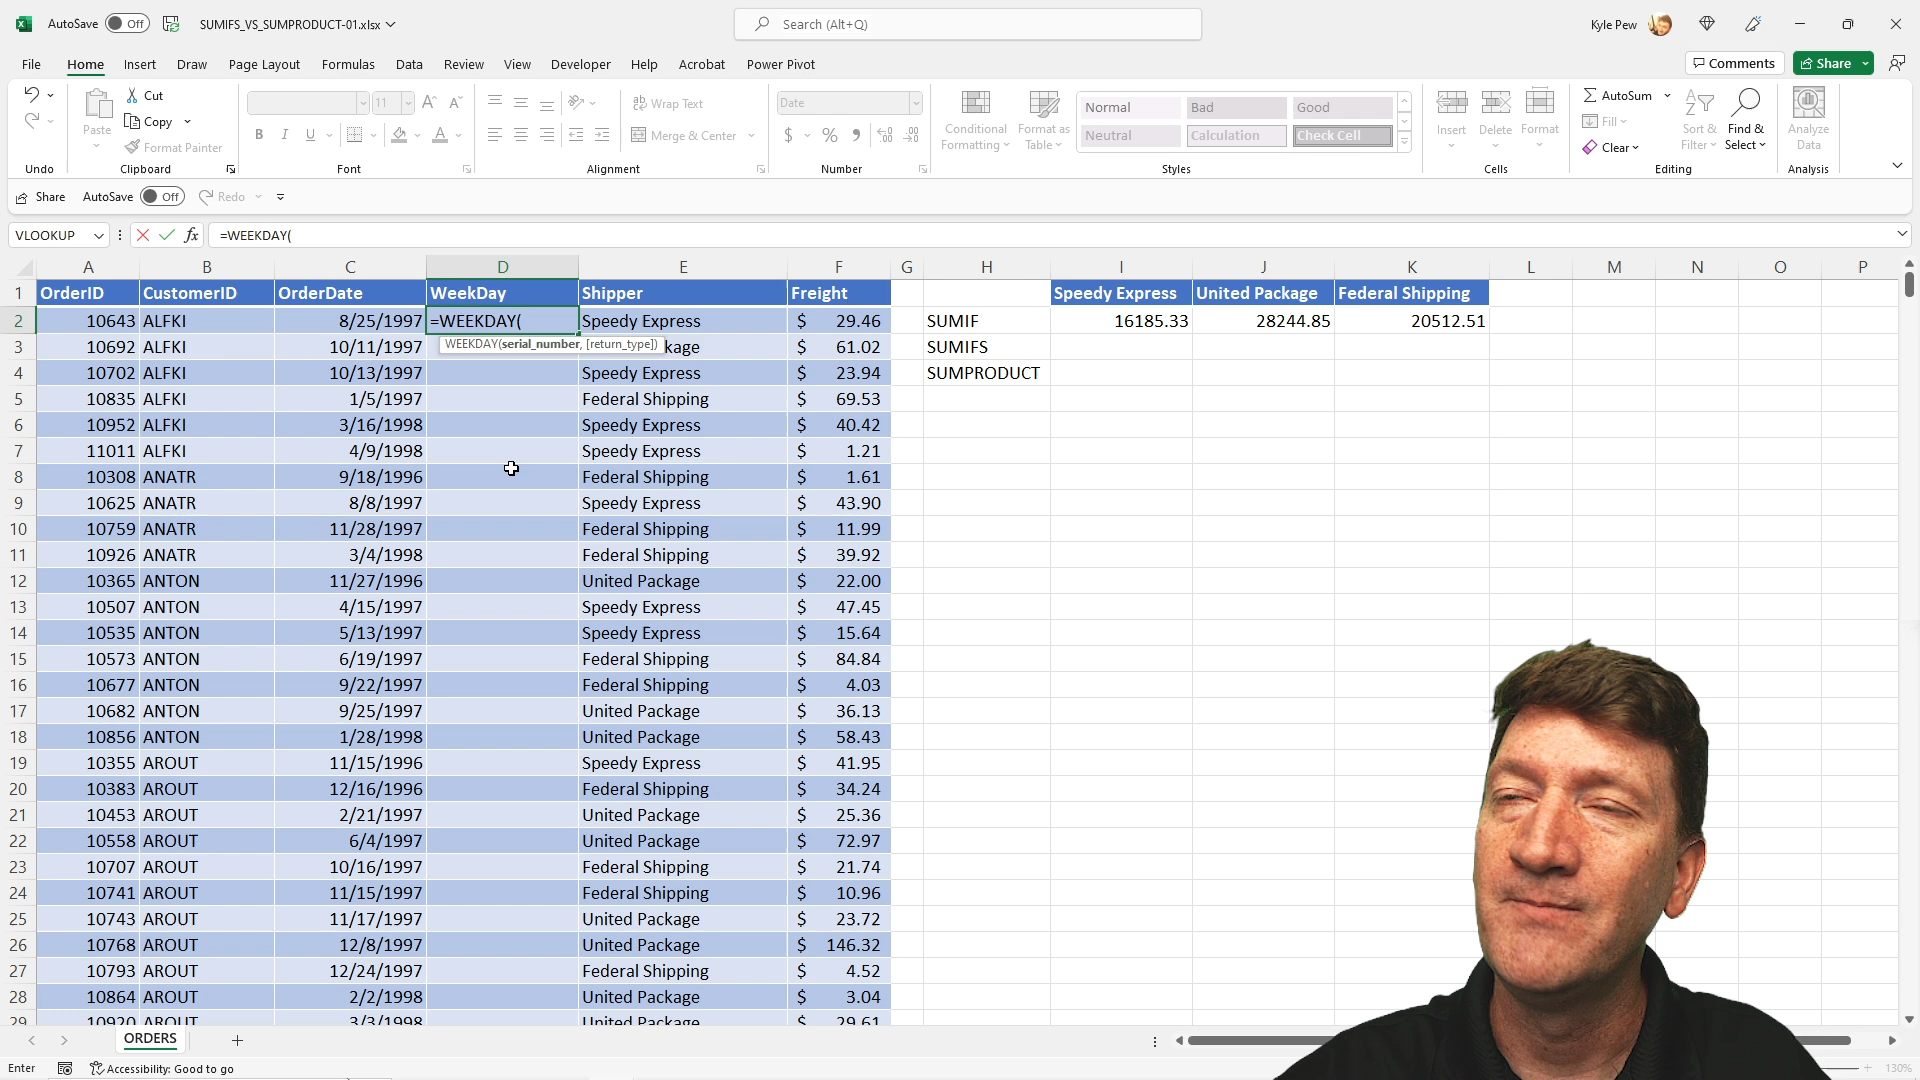 AutoSave Off SUMIFS_VS_SUMPRODUCT-01.xlsx Search (Alt+Q) Kyle Pew
File Home Insert Draw Page Layout Formulas Data Review View Developer Help Acrobat Power Pivot Comments Share
Cut
Copy
Format Painter
Paste
11
B I U
Wrap Text
Merge & Center
Date
$ % 9
Conditional Formatting
Format as Table
Normal Bad Good
Neutral Calculation Check Cell
Insert Delete Format
AutoSum
Fill
Clear
Sort & Filter
Find & Select
Analyze Data
Undo Clipboard Font Alignment Number Styles Cells Editing Analysis
Share AutoSave Off Redo
VLOOKUP fx =WEEKDAY(
A B C D E F G H I J K L M N O P
1 OrderID CustomerID OrderDate WeekDay Shipper Freight Speedy Express United Package Federal Shipping
2 10643 ALFKI 8/25/1997 =WEEKDAY( Speedy Express $ 29.46 SUMIF 16185.33 28244.85 20512.51
WEEKDAY(serial_number, [return_type])
3 10692 ALFKI 10/11/1997 kage $ 61.02 SUMIFS
4 10702 ALFKI 10/13/1997 Speedy Express $ 23.94 SUMPRODUCT
5 10835 ALFKI 1/5/1997 Federal Shipping $ 69.53
6 10952 ALFKI 3/16/1998 Speedy Express $ 40.42
7 11011 ALFKI 4/9/1998 Speedy Express $ 1.21
8 10308 ANATR 9/18/1996 Federal Shipping $ 1.61
9 10625 ANATR 8/8/1997 Speedy Express $ 43.90
10 10759 ANATR 11/28/1997 Federal Shipping $ 11.99
11 10926 ANATR 3/4/1998 Federal Shipping $ 39.92
12 10365 ANTON 11/27/1996 United Package $ 22.00
13 10507 ANTON 4/15/1997 Speedy Express $ 47.45
14 10535 ANTON 5/13/1997 Speedy Express $ 15.64
15 10573 ANTON 6/19/1997 Federal Shipping $ 84.84
16 10677 ANTON 9/22/1997 Federal Shipping $ 4.03
17 10682 ANTON 9/25/1997 United Package $ 36.13
18 10856 ANTON 1/28/1998 United Package $ 58.43
19 10355 AROUT 11/15/1996 Speedy Express $ 41.95
20 10383 AROUT 12/16/1996 Federal Shipping $ 34.24
21 10453 AROUT 2/21/1997 United Package $ 25.36
22 10558 AROUT 6/4/1997 United Package $ 72.97
23 10707 AROUT 10/16/1997 Federal Shipping $ 21.74
24 10741 AROUT 11/15/1997 Federal Shipping $ 10.96
25 10743 AROUT 11/17/1997 United Package $ 23.72
26 10768 AROUT 12/8/1997 United Package $ 146.32
27 10793 AROUT 12/24/1997 Federal Shipping $ 4.52
28 10864 AROUT 2/2/1998 United Package $ 3.04
29 10920 AROUT 3/3/1998 United Package $ 29.61
ORDERS
Enter Accessibility: Good to go 130%